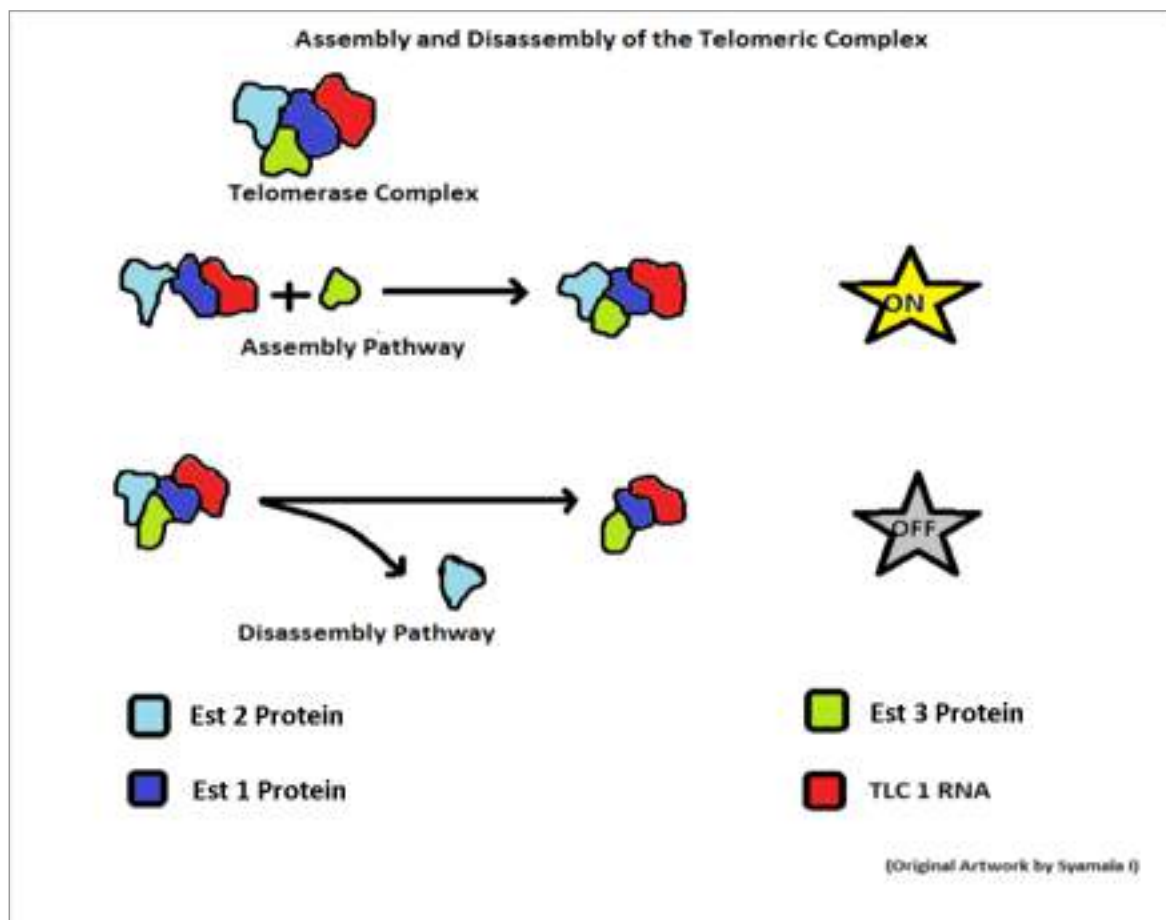 Assembly and Disassembly of the Telomeric Complex
Telomerase Complex
Assembly Pathway
ON
Disassembly Pathway
OFF
Est 2 Protein
Est 3 Protein
Est 1 Protein
TLC 1 RNA
(Original Artwork by Syamala I)